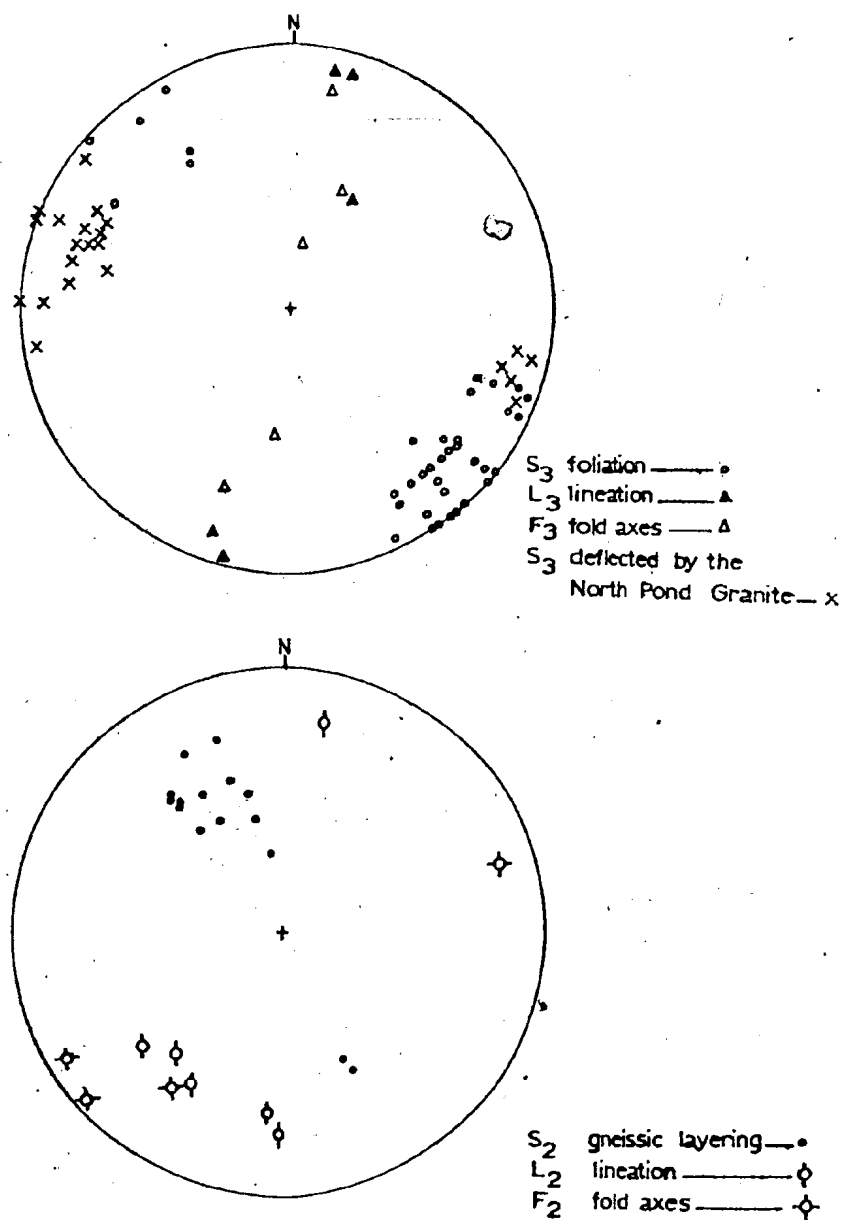 N
S₃ foliation
L₃ lineation
F₃ fold axes
S₃ deflected by the
North Pond Granite
N
S₂ gneissic layering
L₂ lineation
F₂ fold axes